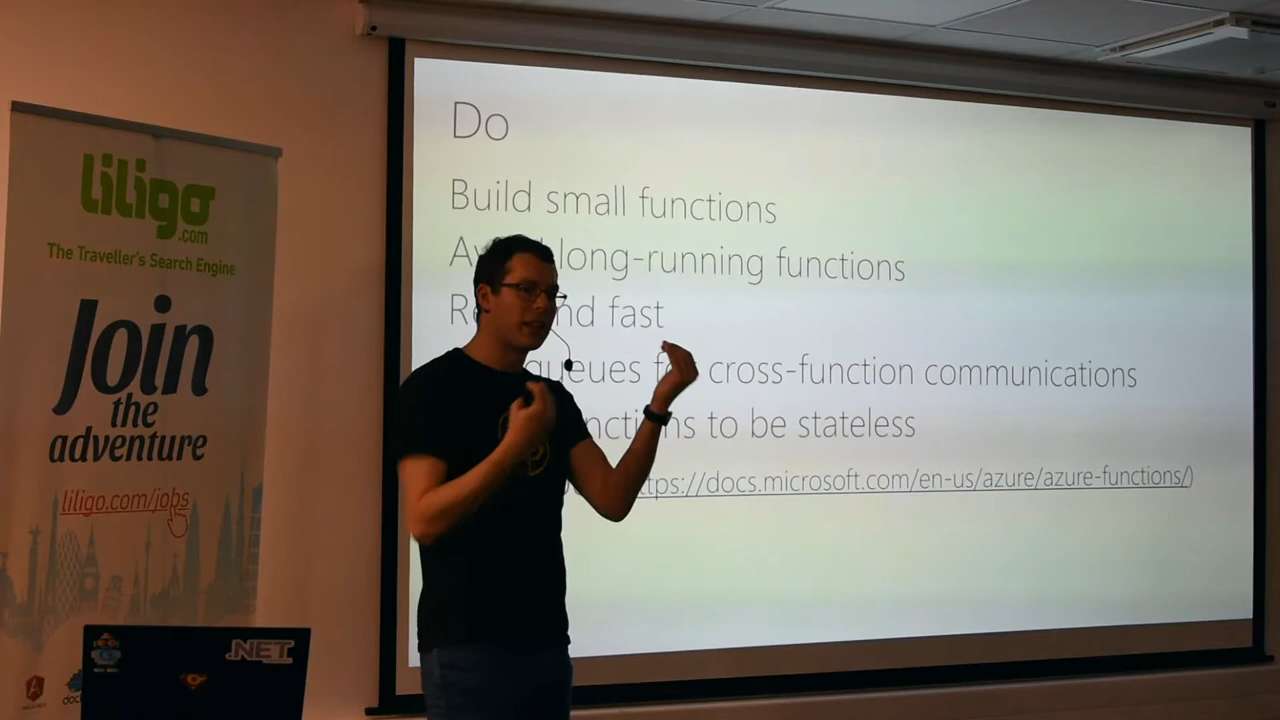 liligo
.com
The Traveller's Search Engine
Join
the
adventure
liligo.com/jobs
.NET
Do
Build small functions
long-running functions
fast
queues cross-function communications
to be stateless
https://docs.microsoft.com/en-us/azure/azure-functions/)